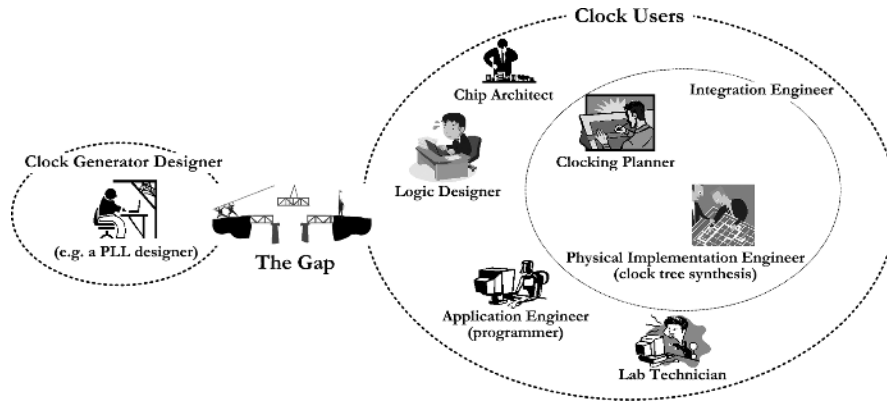 Clock Users
Chip Architect
Integration Engineer
Clocking Planner
Logic Designer
Clock Generator Designer
(e.g. a PLL designer)
The Gap
Physical Implementation Engineer
(clock tree synthesis)
Application Engineer
(programmer)
Lab Technician